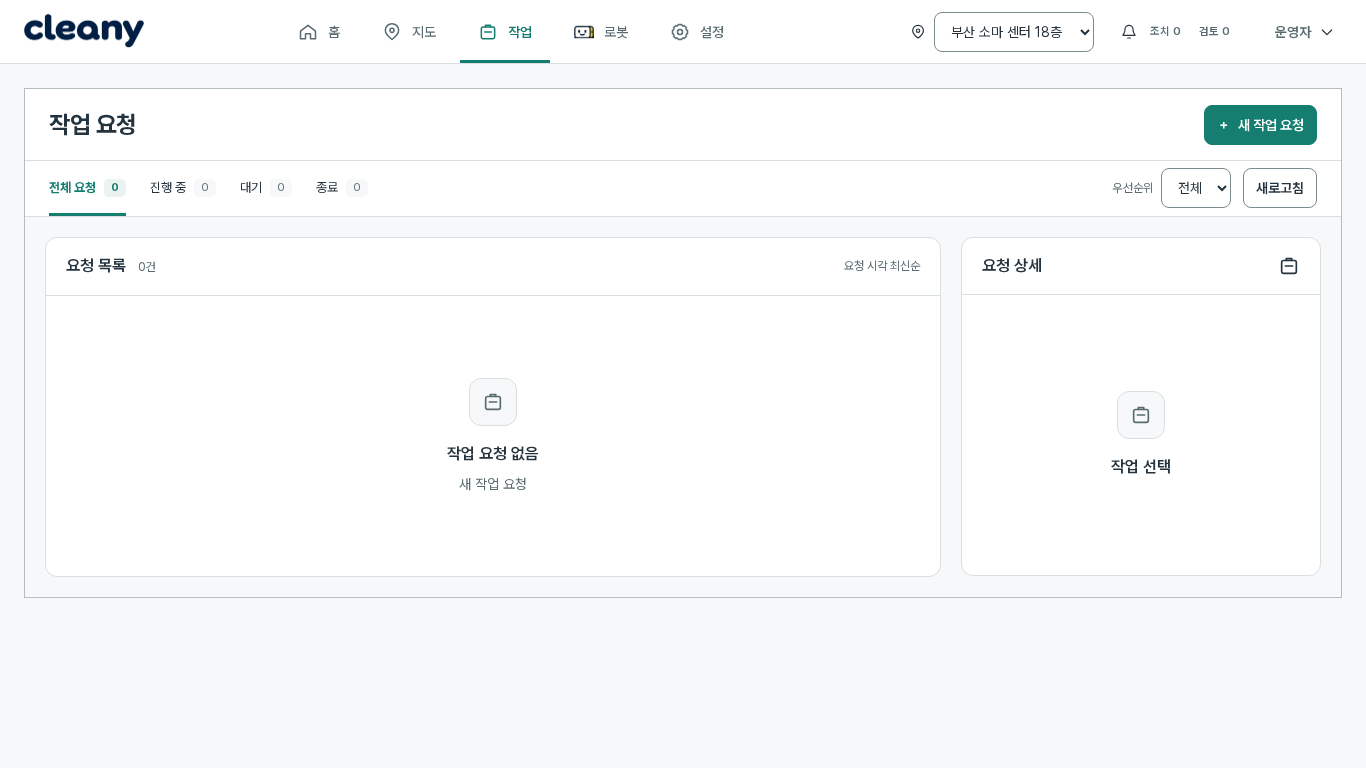 cleany
홈
지도
작업
로봇
설정
부산 소마 센터 18층
조치 0
검토 0
운영자
작업 요청
+ 새 작업 요청
전체 요청 0
진행 중 0
대기 0
종료 0
우선순위
전체
새로고침
요청 목록 0건
요청 시각 최신순
작업 요청 없음
새 작업 요청
요청 상세
작업 선택